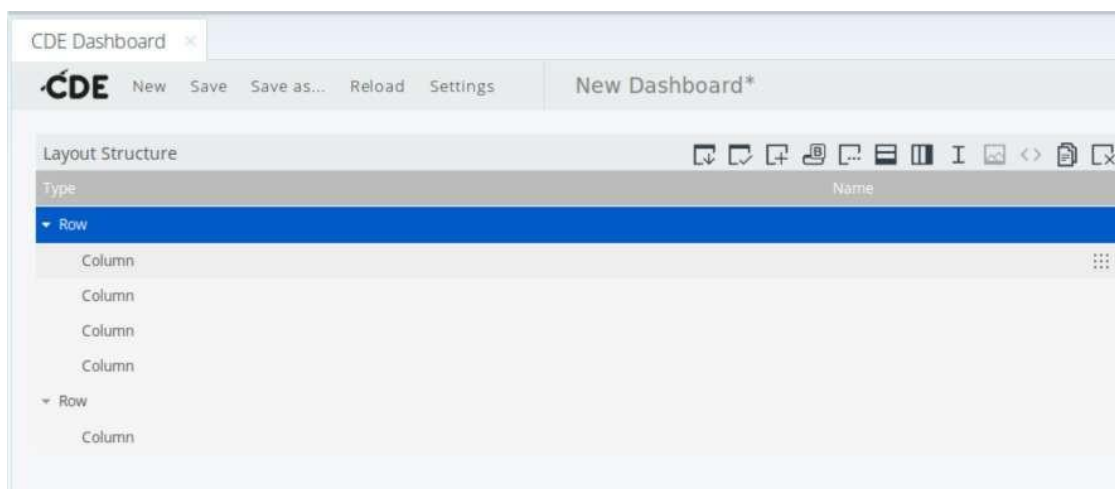 CDE Dashboard ×
CDE New Save Save as... Reload Settings New Dashboard*
Layout Structure
Type Name
Row
Column
Column
Column
Column
Row
Column